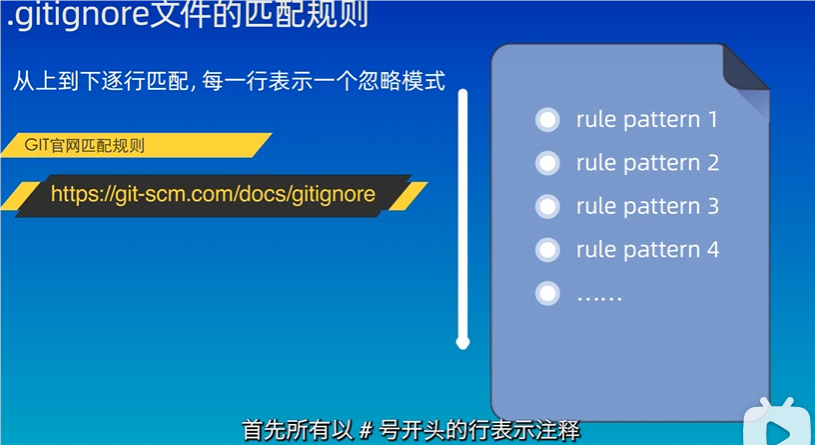 .gitignore文件的匹配规则
从上到下逐行匹配, 每一行表示一个忽略模式
GIT官网匹配规则
https://git-scm.com/docs/gitignore
rule pattern 1
rule pattern 2
rule pattern 3
rule pattern 4
……
首先所有以 # 号开头的行表示注释